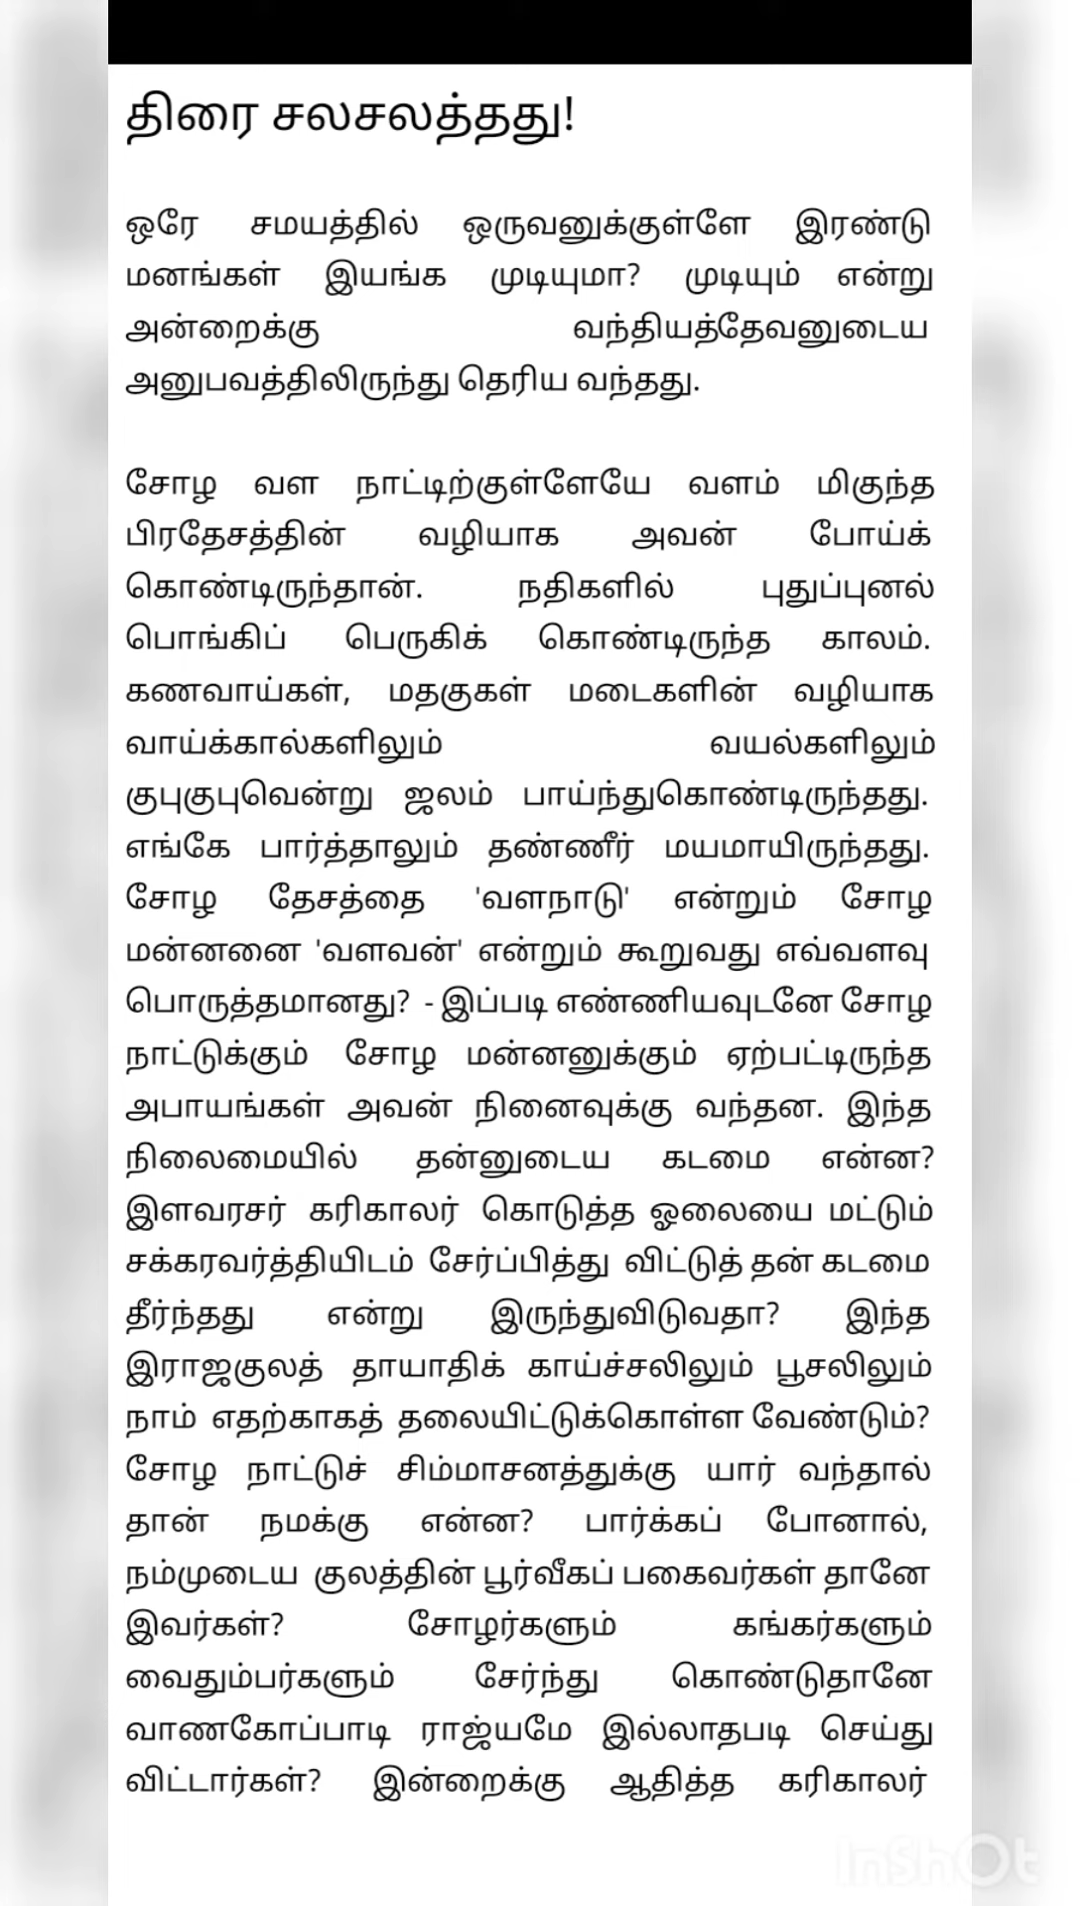 திரை சலசலத்தது!
ஒரே சமயத்தில் ஒருவனுக்குள்ளே இரண்டு
மனங்கள் இயங்க முடியுமா? முடியும் என்று
அன்றைக்கு வந்தியத்தேவனுடைய
அனுபவத்திலிருந்து தெரிய வந்தது.
சோழ வள நாட்டிற்குள்ளேயே வளம் மிகுந்த
பிரதேசத்தின் வழியாக அவன் போய்க்
கொண்டிருந்தான். நதிகளில் புதுப்புனல்
பொங்கிப் பெருகிக் கொண்டிருந்த காலம்.
கணவாய்கள், மதகுகள் மடைகளின் வழியாக
வாய்க்கால்களிலும் வயல்களிலும்
குபுகுபுவென்று ஜலம் பாய்ந்துகொண்டிருந்தது.
எங்கே பார்த்தாலும் தண்ணீர் மயமாயிருந்தது.
சோழ தேசத்தை 'வளநாடு' என்றும் சோழ
மன்னனை 'வளவன்' என்றும் கூறுவது எவ்வளவு
பொருத்தமானது? - இப்படி எண்ணியவுடனே சோழ
நாட்டுக்கும் சோழ மன்னனுக்கும் ஏற்பட்டிருந்த
அபாயங்கள் அவன் நினைவுக்கு வந்தன. இந்த
நிலைமையில் தன்னுடைய கடமை என்ன?
இளவரசர் கரிகாலர் கொடுத்த ஓலையை மட்டும்
சக்கரவர்த்தியிடம் சேர்ப்பித்து விட்டுத் தன் கடமை
தீர்ந்தது என்று இருந்துவிடுவதா? இந்த
இராஜகுலத் தாயாதிக் காய்ச்சலிலும் பூசலிலும்
நாம் எதற்காகத் தலையிட்டுக்கொள்ள வேண்டும்?
சோழ நாட்டுச் சிம்மாசனத்துக்கு யார் வந்தால்
தான் நமக்கு என்ன? பார்க்கப் போனால்,
நம்முடைய குலத்தின் பூர்வீகப் பகைவர்கள் தானே
இவர்கள்? சோழர்களும் கங்கர்களும்
வைதும்பர்களும் சேர்ந்து கொண்டுதானே
வாணகோப்பாடி ராஜ்யமே இல்லாதபடி செய்து
விட்டார்கள்? இன்றைக்கு ஆதித்த கரிகாலர்
InShOt